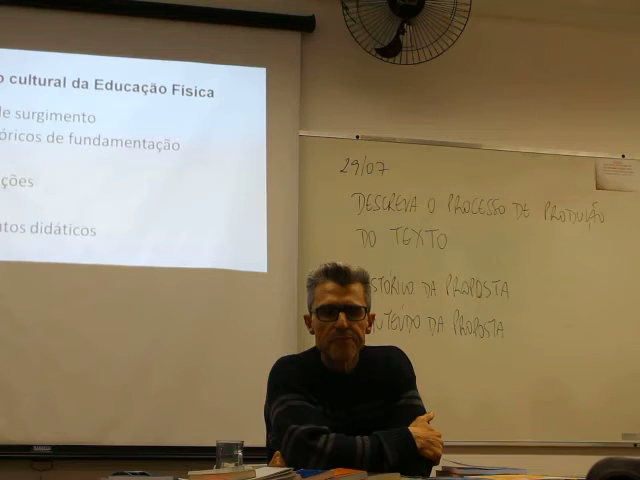 o cultural da Educação Física
de surgimento
óricos de fundamentação
ções
ntos didáticos
29/07
DESCREVA O PROCESSO DE PRODUÇÃO
DO TEXTO
STÓRICO DA PROPOSTA
NTEÚDO DA PROPOSTA